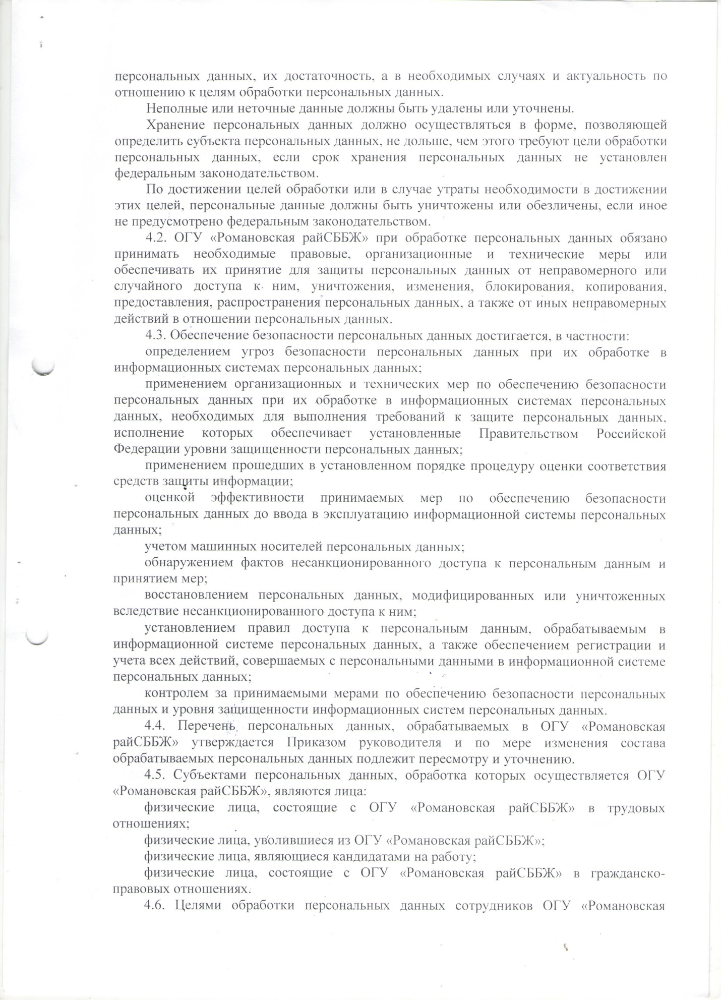 персональных данных, их достаточность, а в необходимых случаях и актуальность по
отношению к целям обработки персональных данных.
Неполные или неточные данные должны быть удалены или уточнены.
Хранение персональных данных должно осуществляться в форме, позволяющей
определить субъекта персональных данных, не дольше, чем этого требуют цели обработки
персональных данных, если срок хранения персональных данных не установлен
федеральным законодательством.
По достижении целей обработки или в случае утраты необходимости в достижении
этих целей, персональные данные должны быть уничтожены или обезличены, если иное
не предусмотрено федеральным законодательством.
4.2. ОГУ «Романовская райСББЖ» при обработке персональных данных обязано
принимать необходимые правовые, организационные и технические меры или
обеспечивать их принятие для защиты персональных данных от неправомерного или
случайного доступа к ним, уничтожения, изменения, блокирования, копирования,
предоставления, распространения персональных данных, а также от иных неправомерных
действий в отношении персональных данных.
4.3. Обеспечение безопасности персональных данных достигается, в частности:
определением угроз безопасности персональных данных при их обработке в
информационных системах персональных данных;
применением организационных и технических мер по обеспечению безопасности
персональных данных при их обработке в информационных системах персональных
данных, необходимых для выполнения требований к защите персональных данных,
исполнение которых обеспечивает установленные Правительством Российской
Федерации уровни защищенности персональных данных;
применением прошедших в установленном порядке процедуру оценки соответствия
средств защиты информации;
оценкой эффективности принимаемых мер по обеспечению безопасности
персональных данных до ввода в эксплуатацию информационной системы персональных
данных;
учетом машинных носителей персональных данных;
обнаружением фактов несанкционированного доступа к персональным данным и
принятием мер;
восстановлением персональных данных, модифицированных или уничтоженных
вследствие несанкционированного доступа к ним;
установлением правил доступа к персональным данным, обрабатываемым в
информационной системе персональных данных, а также обеспечением регистрации и
учета всех действий, совершаемых с персональными данными в информационной системе
персональных данных;
контролем за принимаемыми мерами по обеспечению безопасности персональных
данных и уровня защищенности информационных систем персональных данных.
4.4. Перечень персональных данных, обрабатываемых в ОГУ «Романовская
райСББЖ» утверждается Приказом руководителя и по мере изменения состава
обрабатываемых персональных данных подлежит пересмотру и уточнению.
4.5. Субъектами персональных данных, обработка которых осуществляется ОГУ
«Романовская райСББЖ», являются лица:
физические лица, состоящие с ОГУ «Романовская райСББЖ» в трудовых
отношениях;
физические лица, уволившиеся из ОГУ «Романовская райСББЖ»;
физические лица, являющиеся кандидатами на работу;
физические лица, состоящие с ОГУ «Романовская райСББЖ» в гражданско-
правовых отношениях.
4.6. Целями обработки персональных данных сотрудников ОГУ «Романовская